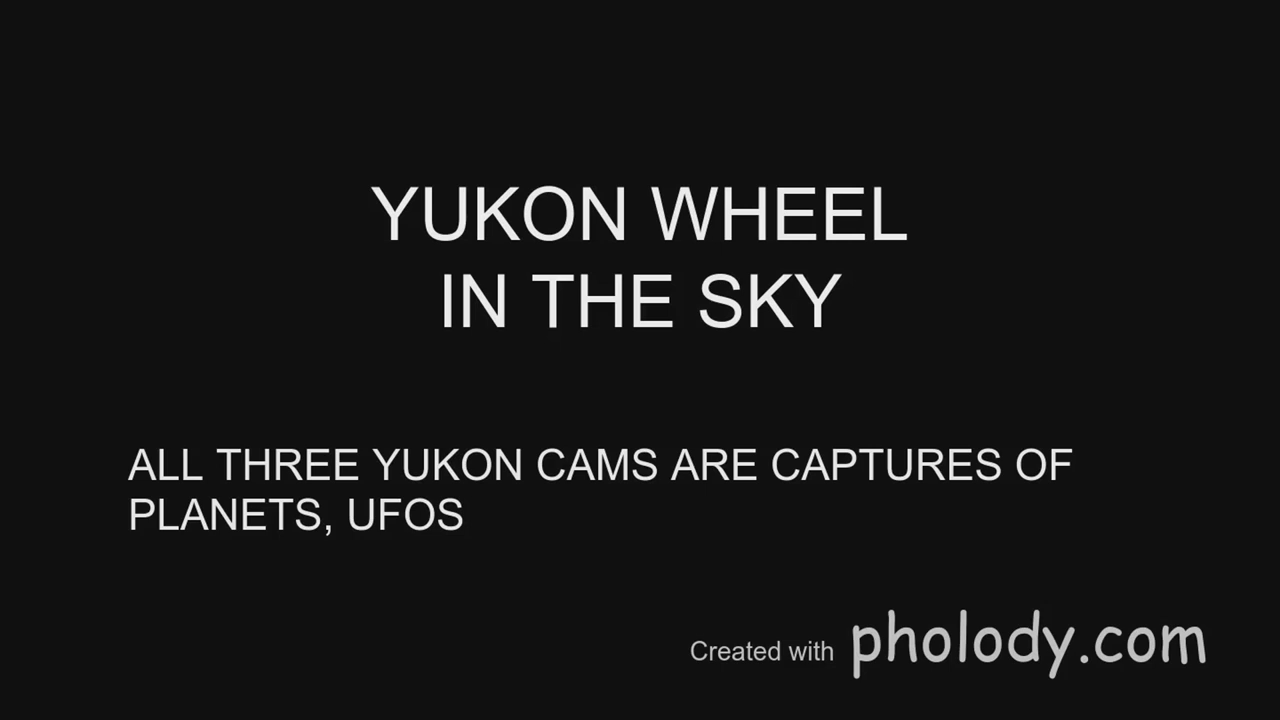 YUKON WHEEL
IN THE SKY
ALL THREE YUKON CAMS ARE CAPTURES OF
PLANETS, UFOS
Created with pholody.com